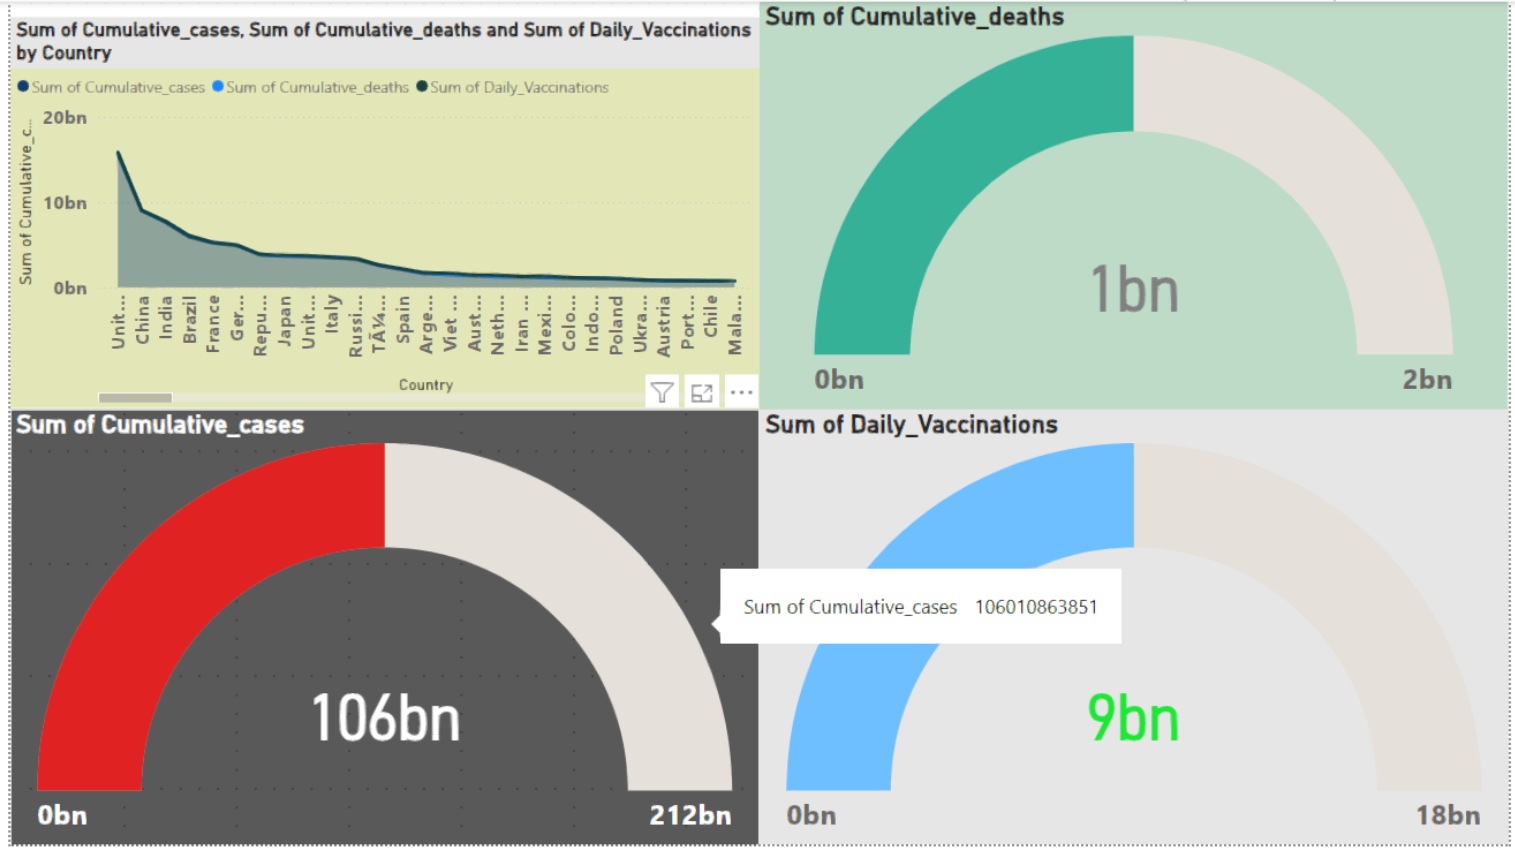 Sum of Cumulative_cases, Sum of Cumulative_deaths and Sum of Daily_Vaccinations
by Country
Sum of Cumulative_cases Sum of Cumulative_deaths Sum of Daily_Vaccinations
Sum of Cumulative_c...
20bn
10bn
0bn
Unit...
China
India
Brazil
France
Ger...
Repu...
Japan
Unit...
Italy
Russi...
TÃ¼...
Spain
Arge...
Viet ...
Aust...
Neth...
Iran ...
Mexi...
Colo...
Indo...
Poland
Ukra...
Austria
Port...
Chile
Mala...
Country
Sum of Cumulative_deaths
1bn
0bn
2bn
Sum of Cumulative_cases
106bn
0bn
212bn
Sum of Daily_Vaccinations
Sum of Cumulative_cases 106010863851
9bn
0bn
18bn